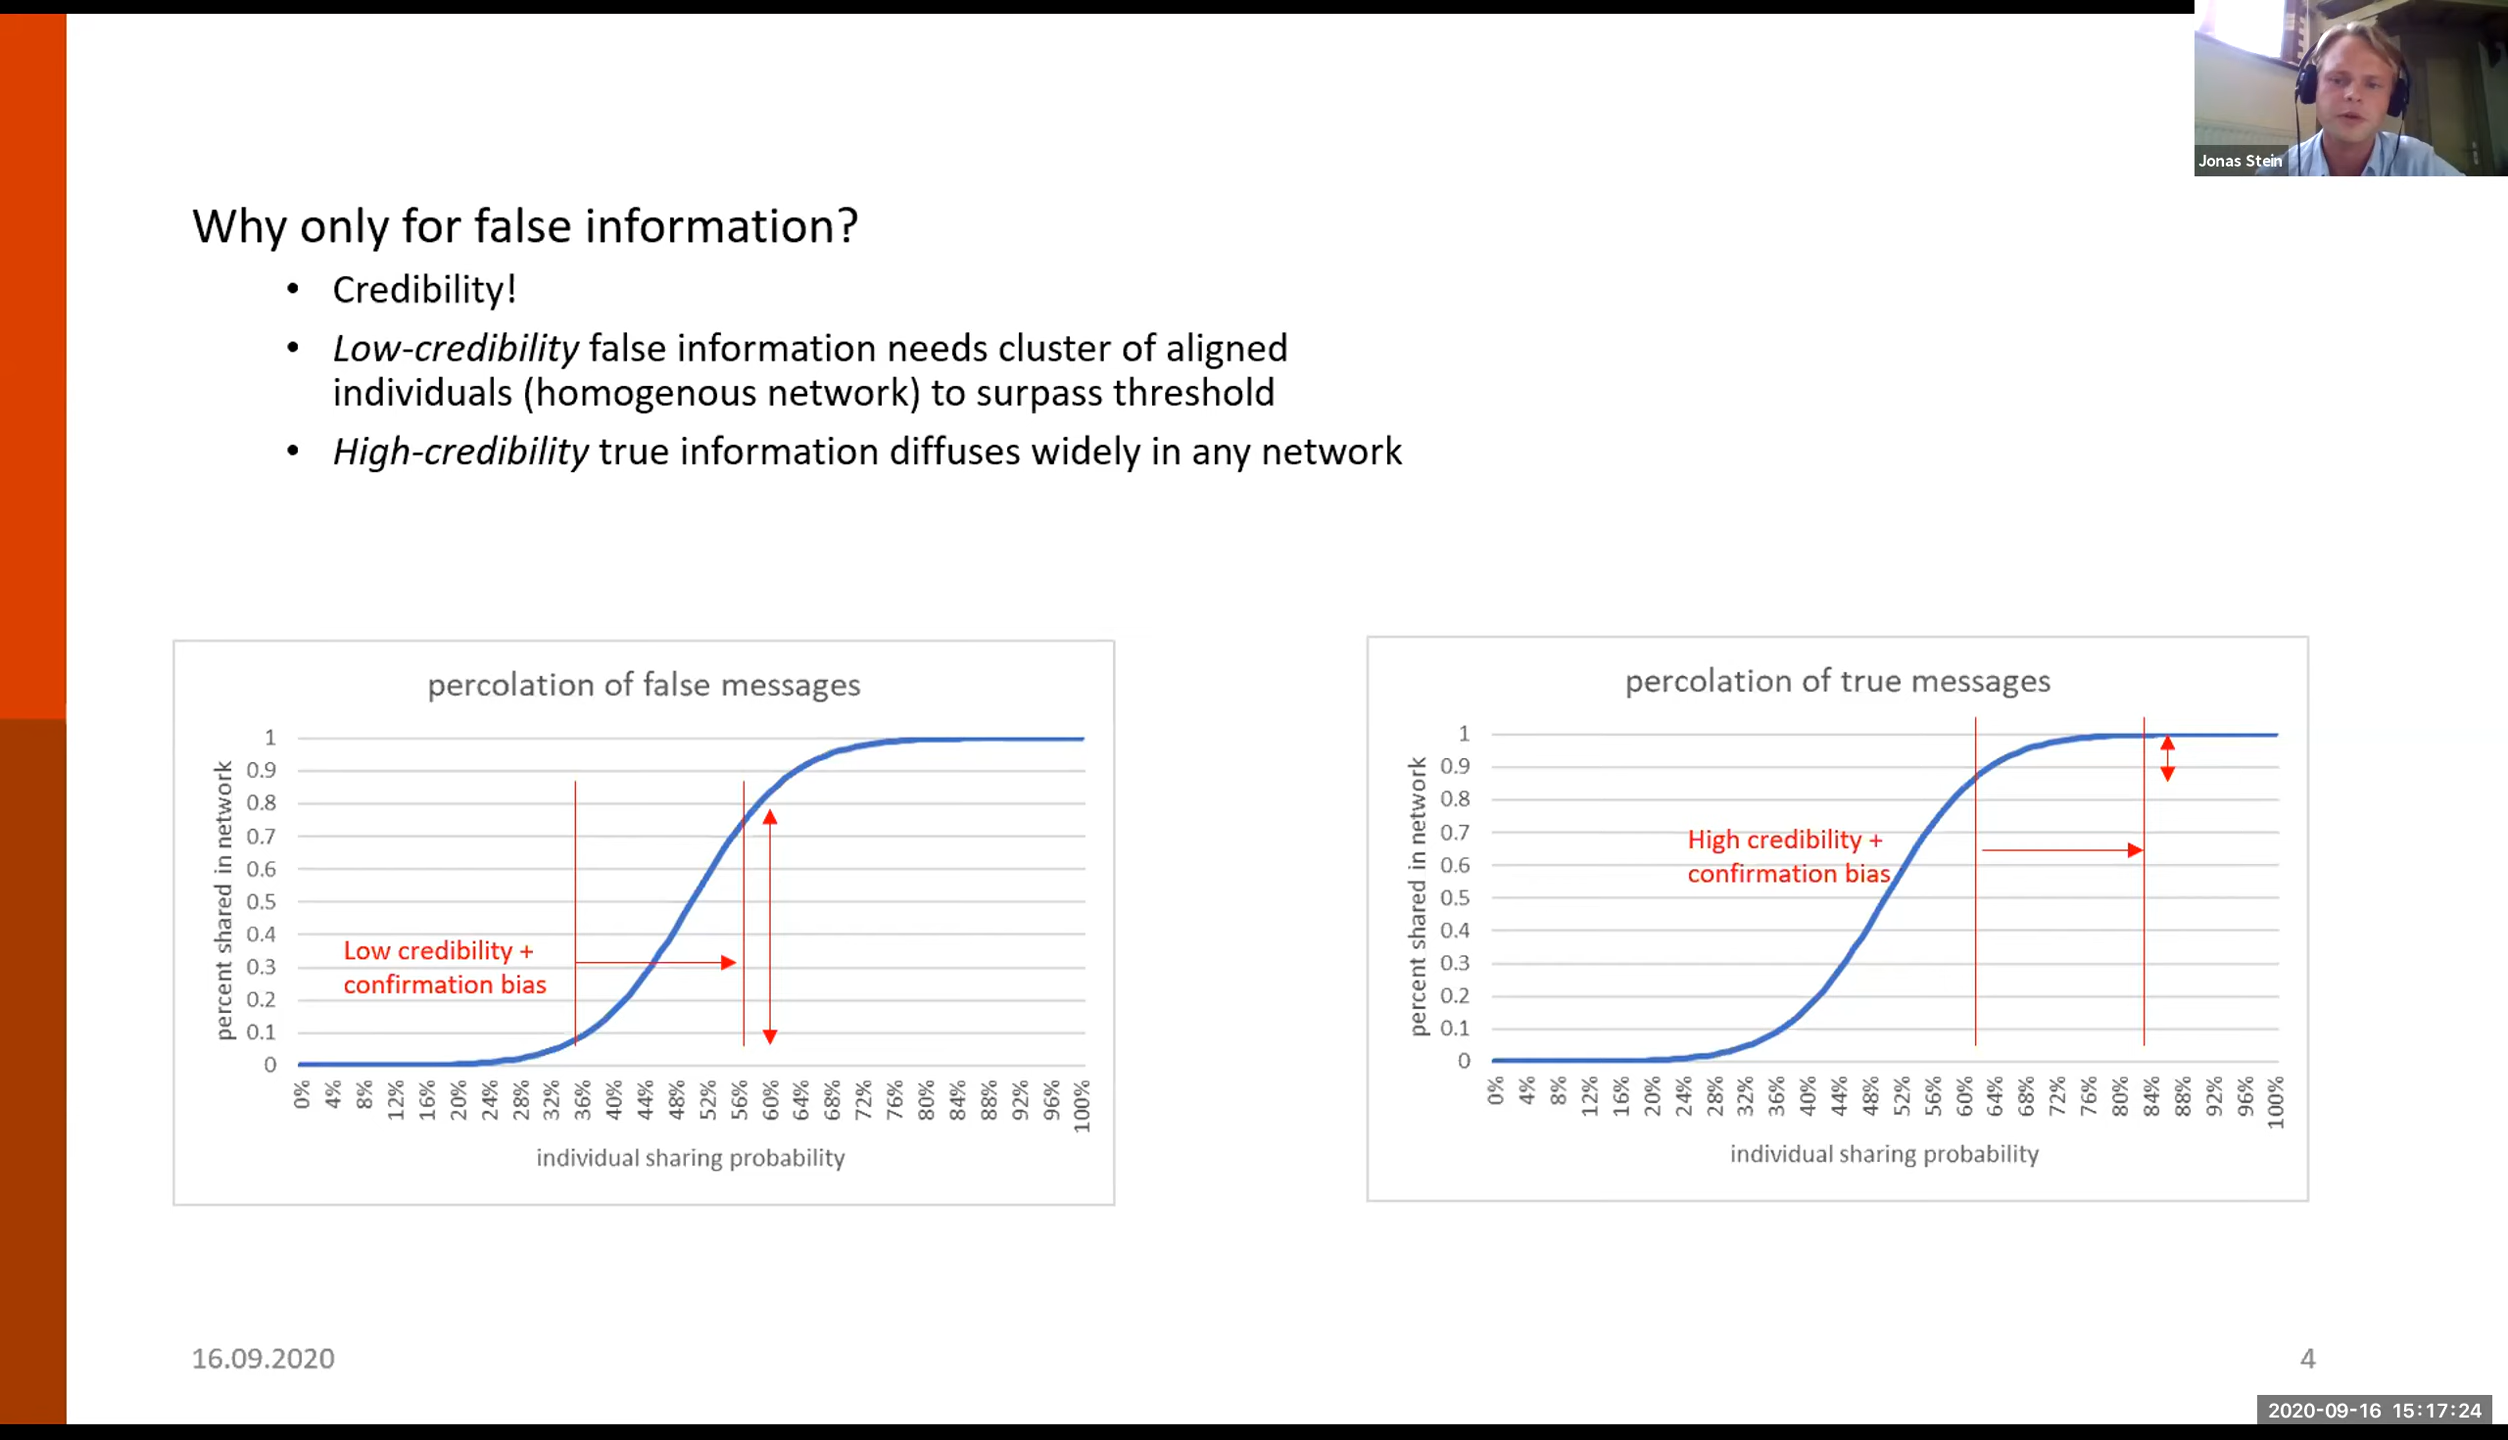 Jonas Stein
Why only for false information?
• Credibility!
• Low-credibility false information needs cluster of aligned
individuals (homogenous network) to surpass threshold
• High-credibility true information diffuses widely in any network
percolation of false messages
percent shared in network
1
0.9
0.8
0.7
0.6
0.5
0.4
0.3
0.2
0.1
0
Low credibility +
confirmation bias
0% 4% 8% 12% 16% 20% 24% 28% 32% 36% 40% 44% 48% 52% 56% 60% 64% 68% 72% 76% 80% 84% 88% 92% 96% 100%
individual sharing probability
percolation of true messages
percent shared in network
1
0.9
0.8
0.7
0.6
0.5
0.4
0.3
0.2
0.1
0
High credibility +
confirmation bias
0% 4% 8% 12% 16% 20% 24% 28% 32% 36% 40% 44% 48% 52% 56% 60% 64% 68% 72% 76% 80% 84% 88% 92% 96% 100%
individual sharing probability
16.09.2020
4
2020-09-16 15:17:24